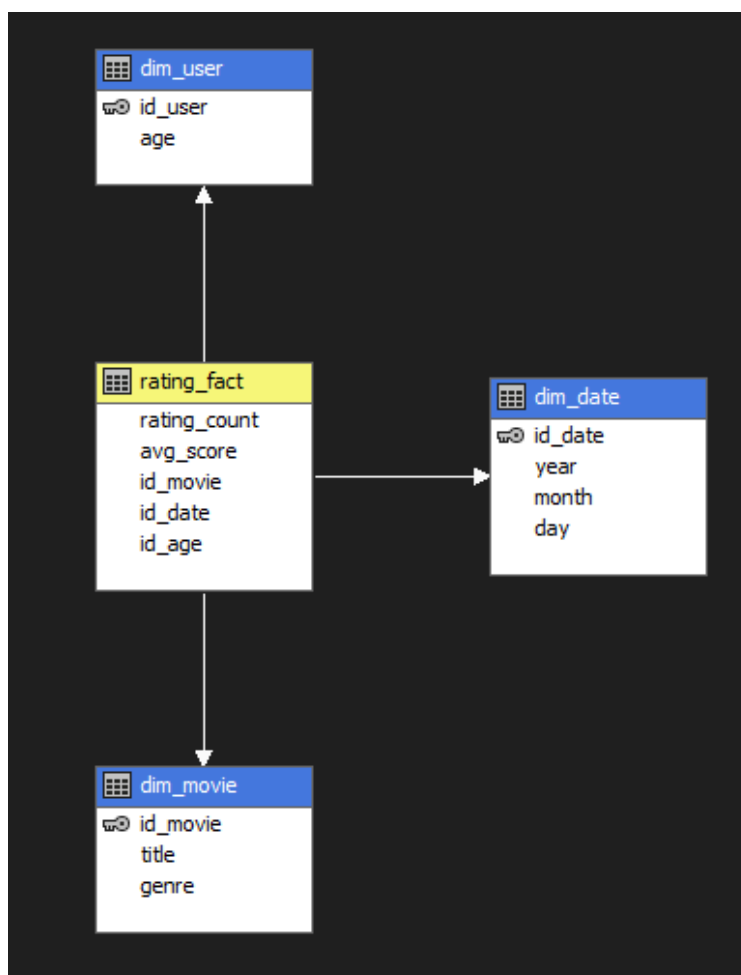 dim_user
id_user
age
rating_fact
rating_count
avg_score
id_movie
id_date
id_age
dim_date
id_date
year
month
day
dim_movie
id_movie
title
genre